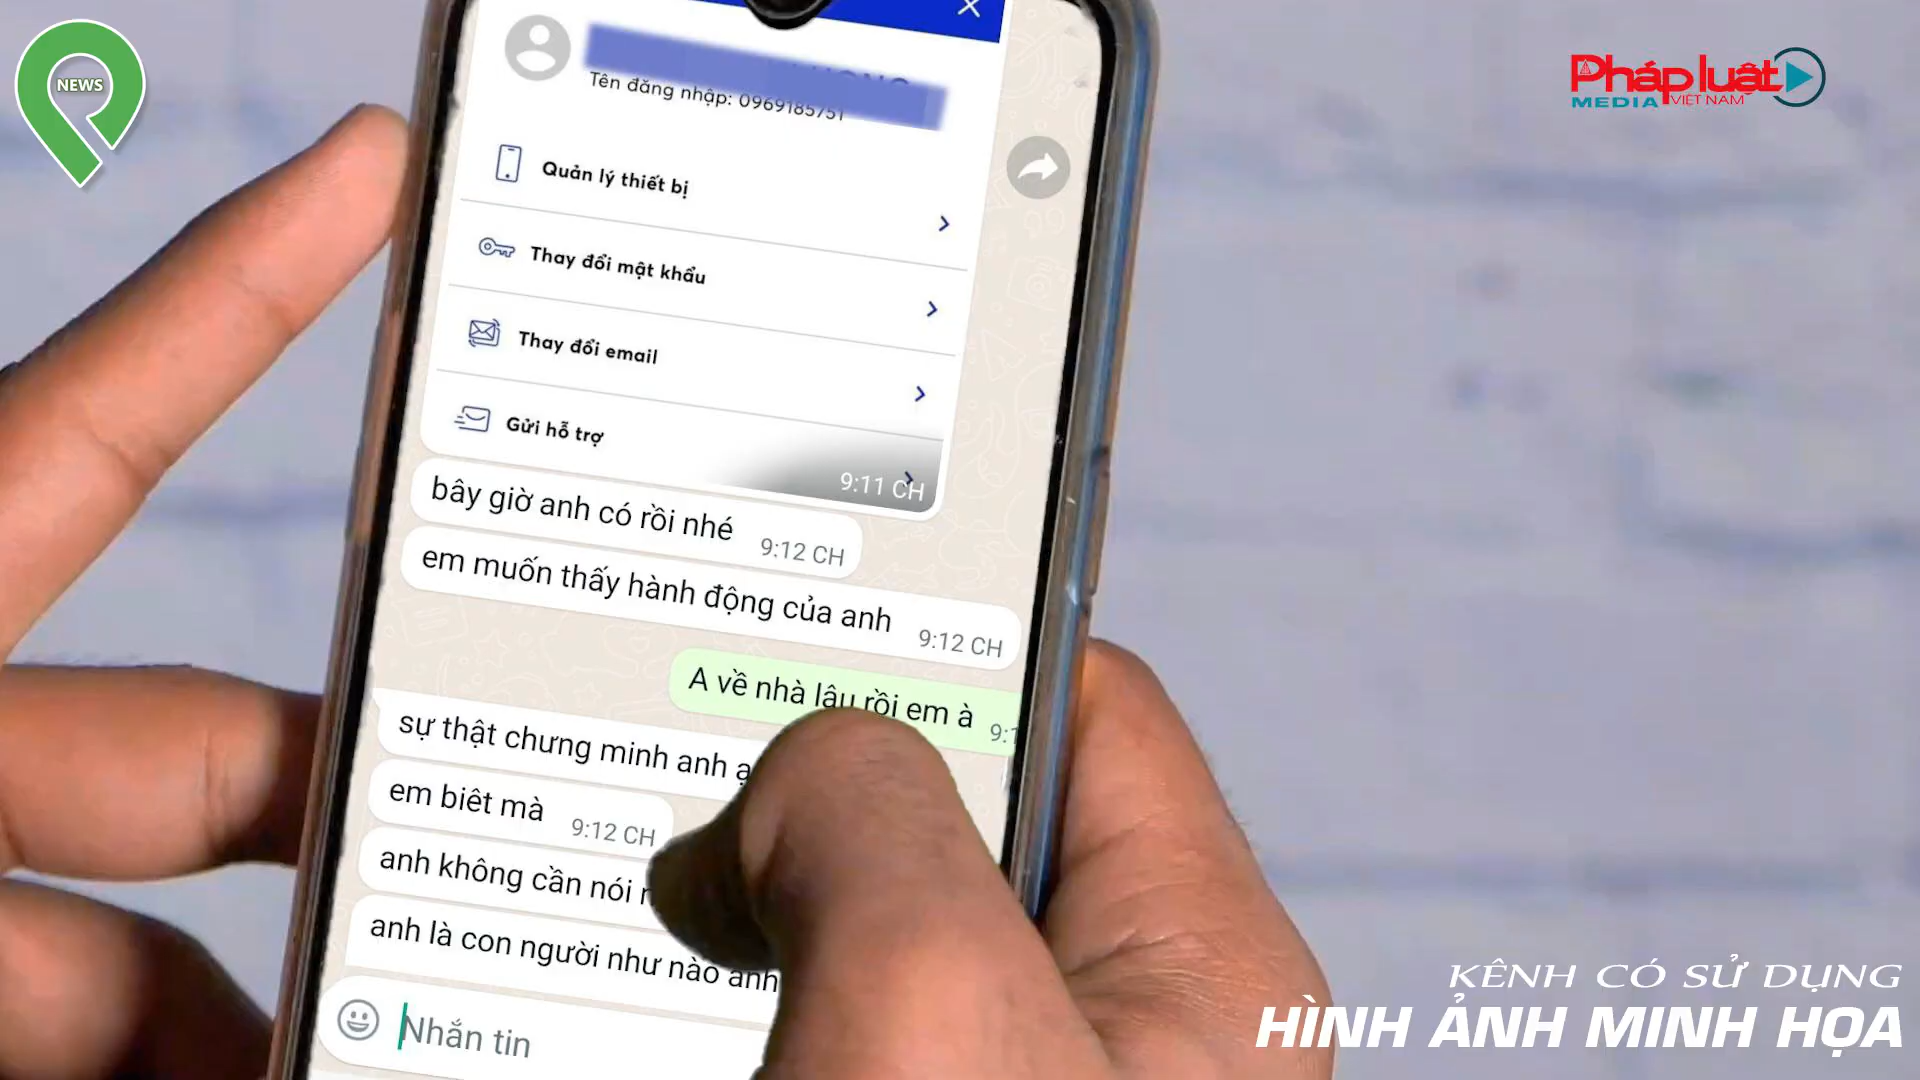 NEWS
Pháp luật
MEDIA VIỆT NAM
Tên đăng nhập: 0969185751
Quản lý thiết bị
Thay đổi mật khẩu
Thay đổi email
Gửi hỗ trợ
9:11 CH
bây giờ anh có rồi nhé 9:12 CH
em muốn thấy hành động của anh 9:12 CH
A về nhà lâu rồi em à 9:1
sự thật chưng minh anh ạ
em biêt mà 9:12 CH
anh không cần nói
anh là con người như nào anh
Nhắn tin
KÊNH CÓ SỬ DỤNG
HÌNH ẢNH MINH HỌA